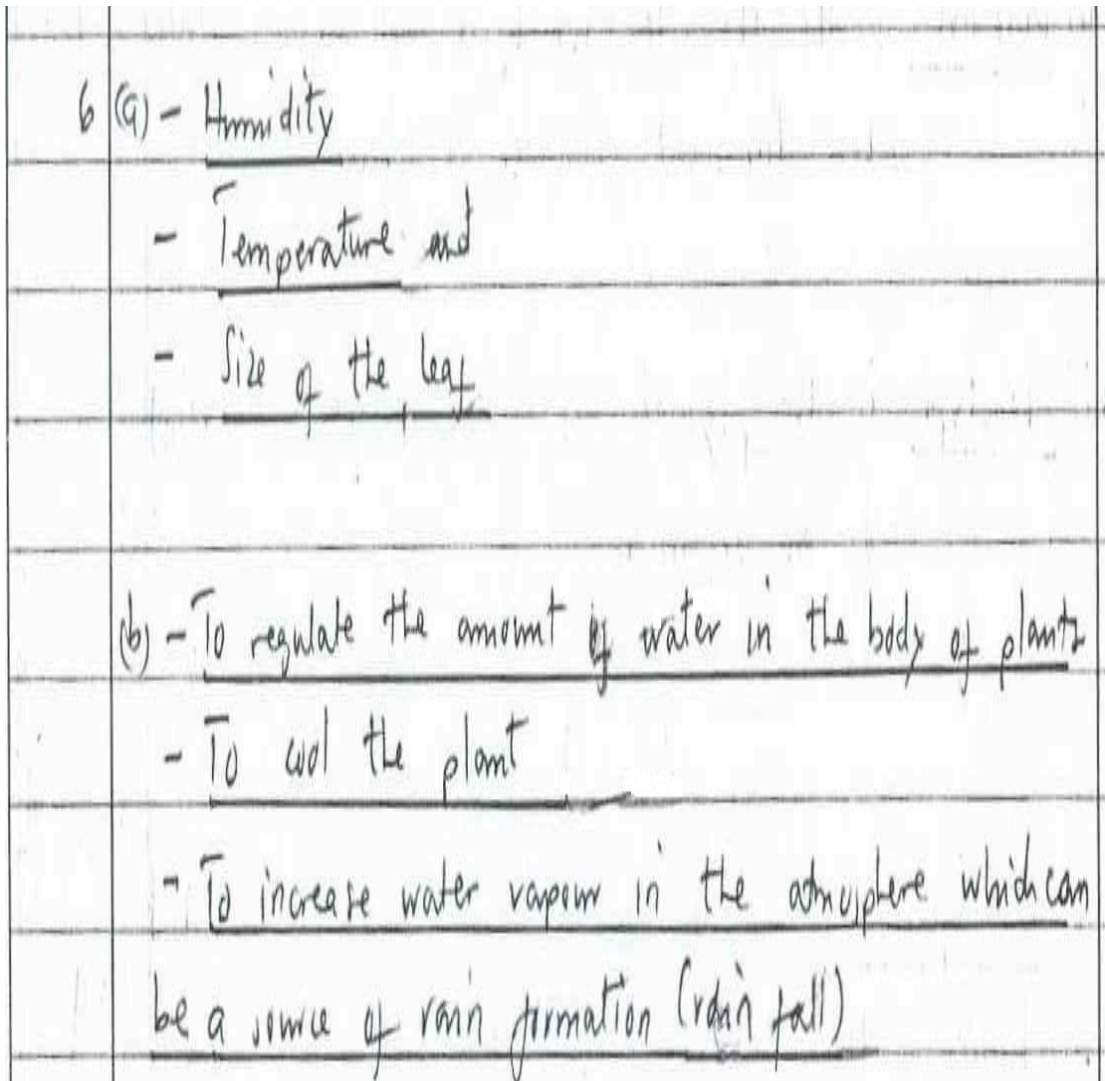 6 (a) - Humidity
- Temperature and
- Size of the leaf
(b) - To regulate the amount of water in the body of plants
- To cool the plant
- To increase water vapour in the atmosphere which can
be a source of rain formation (rain fall)